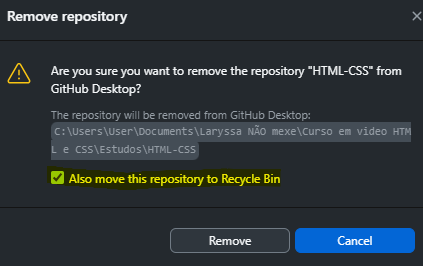 Remove repository
Are you sure you want to remove the repository "HTML-CSS" from
GitHub Desktop?
The repository will be removed from GitHub Desktop:
C:\Users\User\Documents\Laryssa NÃO mexe\Curso em video HTM
L e CSS\Estudos\HTML-CSS
Also move this repository to Recycle Bin
Remove
Cancel